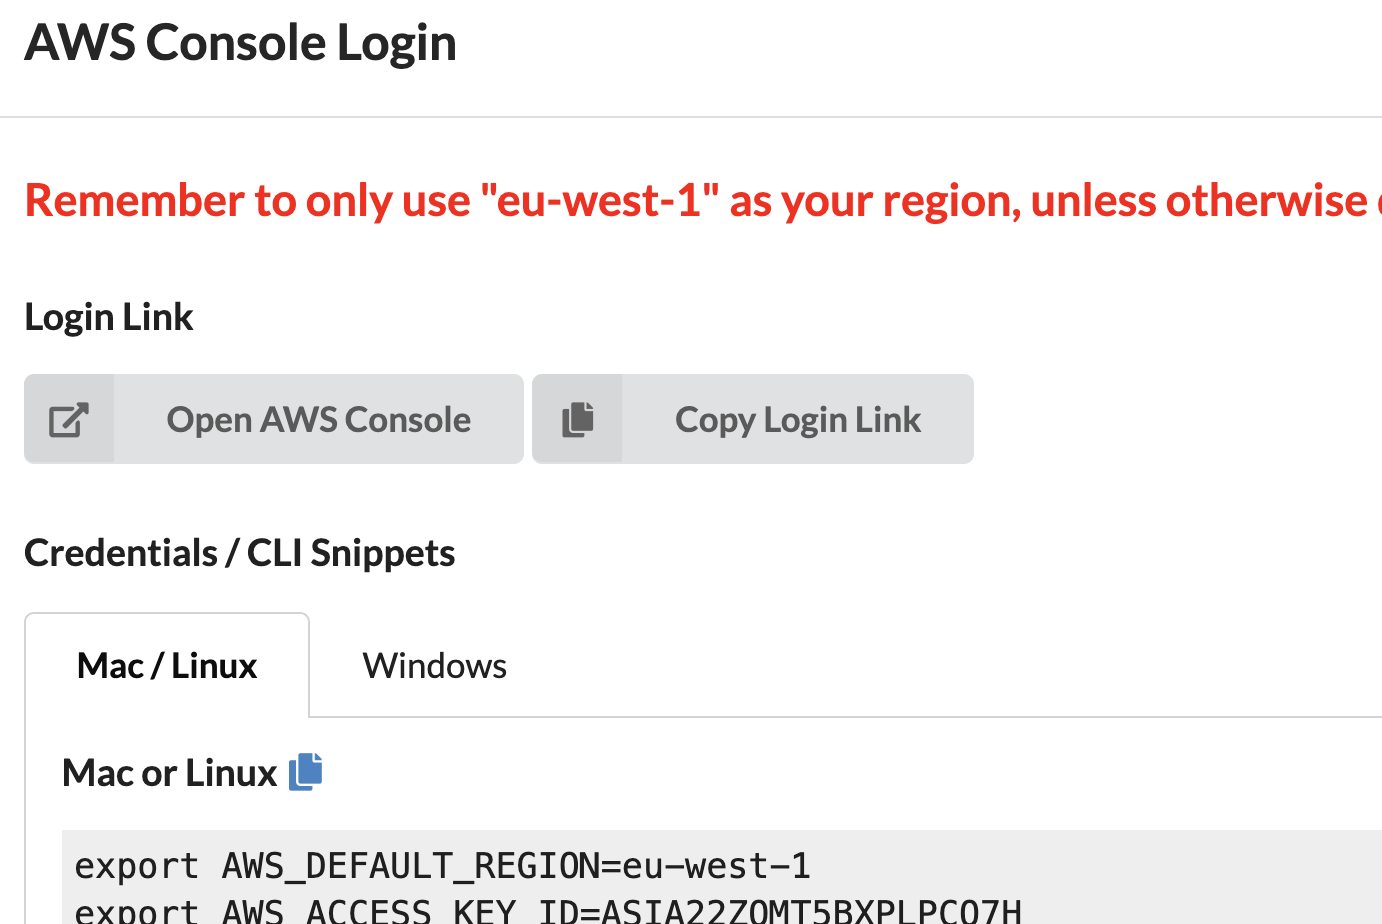 AWS Console Login
Remember to only use "eu-west-1" as your region, unless otherwise
Login Link
Open AWS Console
Copy Login Link
Credentials / CLI Snippets
Mac / Linux
Windows
Mac or Linux
export AWS_DEFAULT_REGION=eu-west-1
export AWS_ACCESS_KEY_ID=